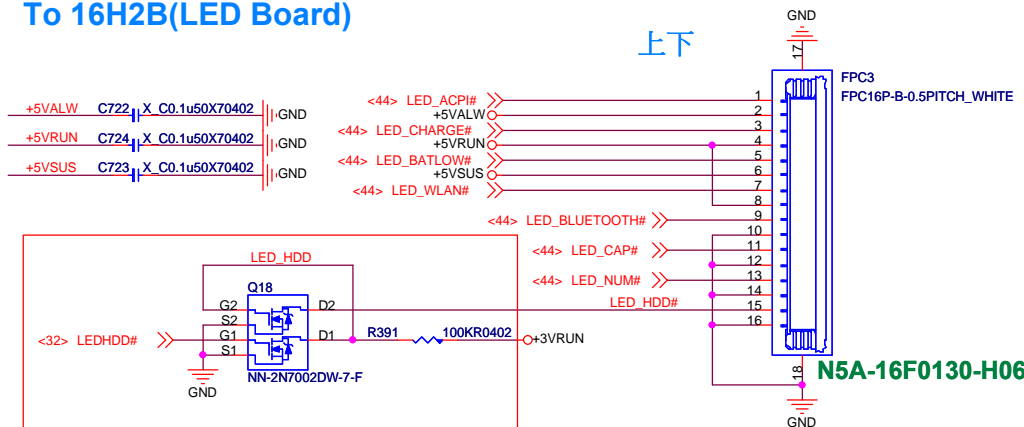 To 16H2B(LED Board)
上下
GND
17
FPC3
FPC16P-B-0.5PITCH_WHITE
+5VALW C722 X_C0.1u50X70402 GND
+5VRUN C724 X_C0.1u50X70402 GND
+5VSUS C723 X_C0.1u50X70402 GND
<44> LED_ACPI# 1
+5VALW 2
<44> LED_CHARGE# 3
+5VRUN 4
<44> LED_BATLOW# 5
+5VSUS 6
<44> LED_WLAN# 7
8
<44> LED_BLUETOOTH# 9
10
<44> LED_CAP# 11
12
<44> LED_NUM# 13
14
LED_HDD# 15
16
LED_HDD
Q18
G2 D2
S2
<32> LEDHDD# G1 D1 R391 100KR0402 +3VRUN
S1
NN-2N7002DW-7-F
GND
18
N5A-16F0130-H06
GND